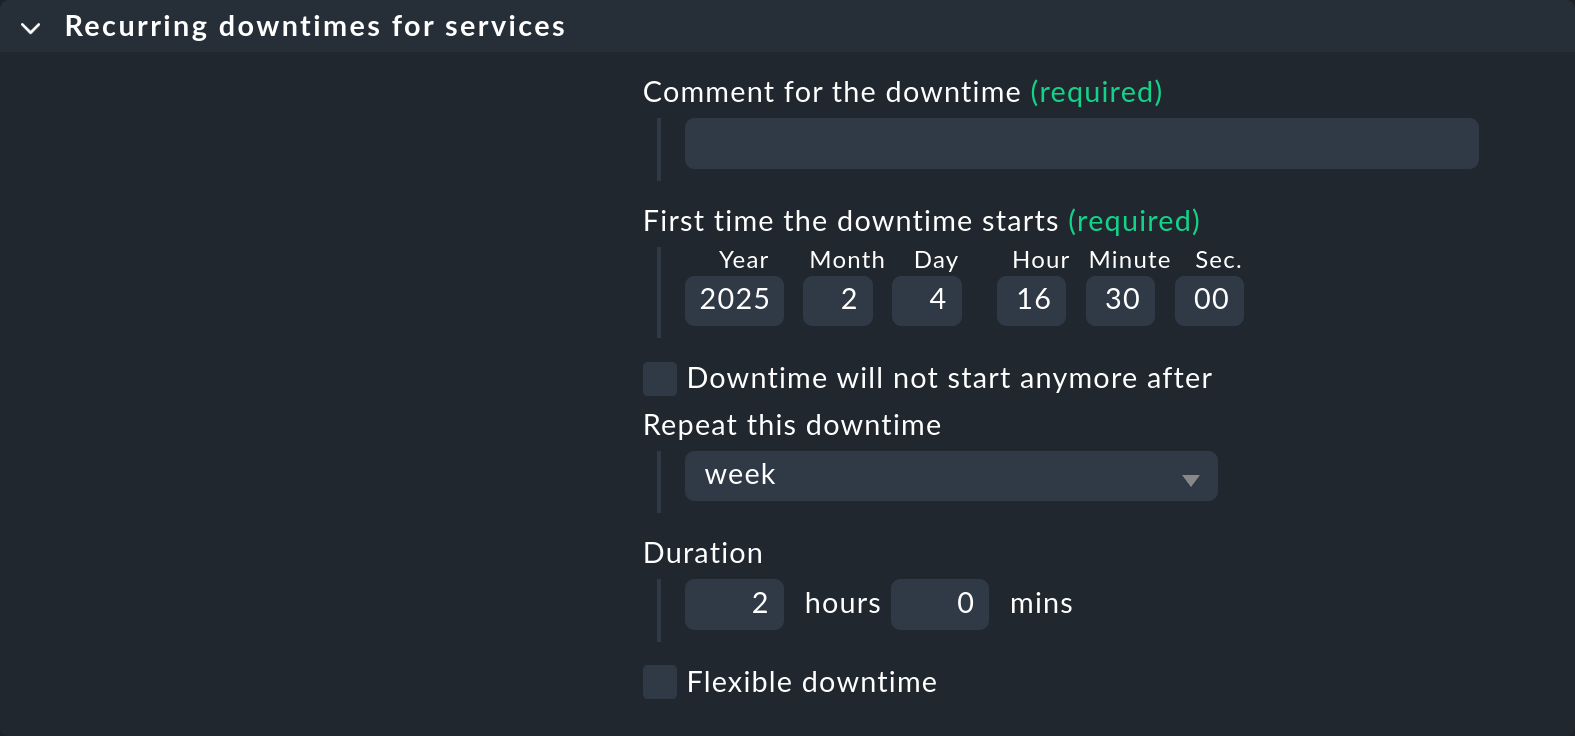 Recurring downtimes for services
Comment for the downtime (required)
First time the downtime starts (required)
Year Month Day Hour Minute Sec.
2025 2 4 16 30 00
Downtime will not start anymore after
Repeat this downtime
week
Duration
2 hours 0 mins
Flexible downtime